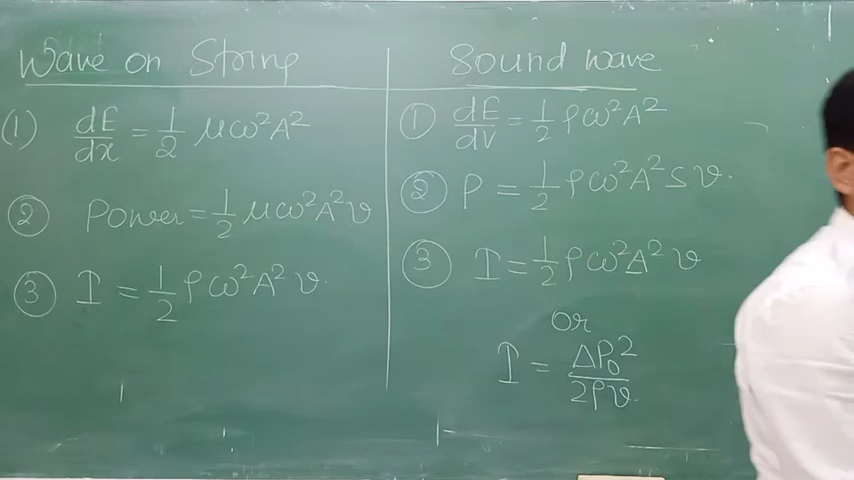 Wave on String
(1) dE/dx = 1/2 μω²A²
(2) Power = 1/2 μω²A²v
(3) I = 1/2 ρω²A²v.
Sound wave
(1) dE/dV = 1/2 ρω²A²
(2) P = 1/2 ρω²A²Sv.
(3) I = 1/2 ρω²A²v
or
I = ΔP₀²/2ρv.